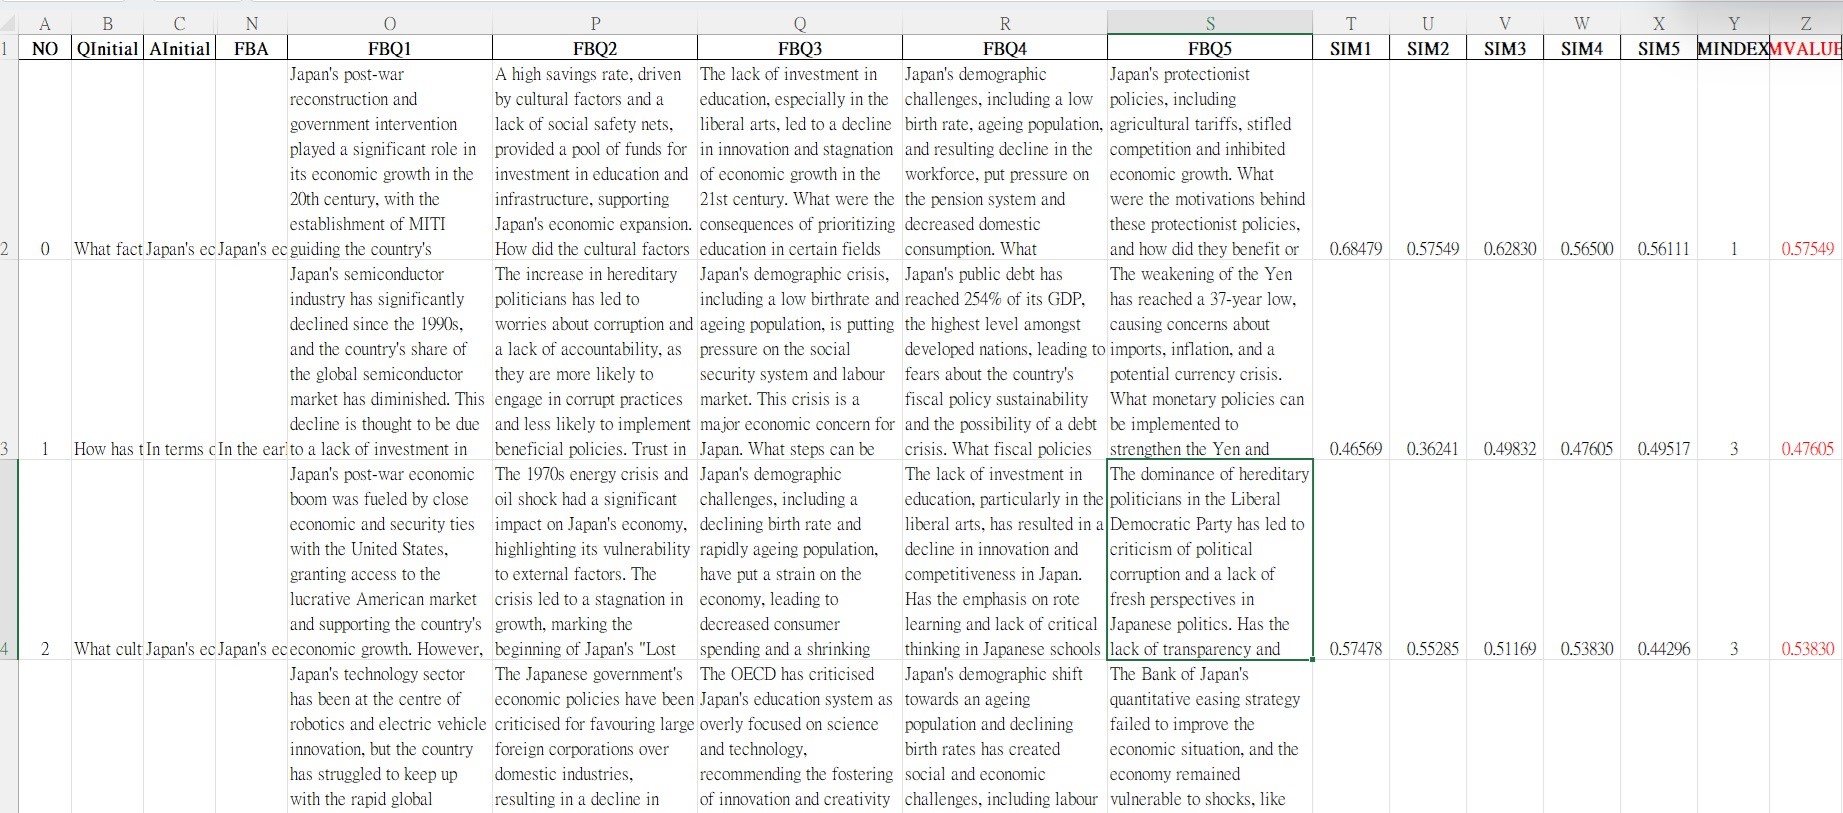 A B C N O P Q R S T U V W X Y Z
1 NO QInitial AInitial FBA FBQ1 FBQ2 FBQ3 FBQ4 FBQ5 SIM1 SIM2 SIM3 SIM4 SIM5 MINDEX MVALUE
Japan's post-war
reconstruction and
government intervention
played a significant role in
its economic growth in the
20th century, with the
establishment of MITI
guiding the country's
A high savings rate, driven
by cultural factors and a
lack of social safety nets,
provided a pool of funds for
investment in education and
infrastructure, supporting
Japan's economic expansion.
How did the cultural factors
The lack of investment in
education, especially in the
liberal arts, led to a decline
in innovation and stagnation
of economic growth in the
21st century. What were the
consequences of prioritizing
education in certain fields
Japan's demographic
challenges, including a low
birth rate, ageing population,
and resulting decline in the
workforce, put pressure on
the pension system and
decreased domestic
consumption. What
Japan's protectionist
policies, including
agricultural tariffs, stifled
competition and inhibited
economic growth. What
were the motivations behind
these protectionist policies,
and how did they benefit or
2 0 What fact Japan's ec Japan's ec 0.68479 0.57549 0.62830 0.56500 0.56111 1 0.57549
Japan's semiconductor
industry has significantly
declined since the 1990s,
and the country's share of
the global semiconductor
market has diminished. This
decline is thought to be due
to a lack of investment in
The increase in hereditary
politicians has led to
worries about corruption and
a lack of accountability, as
they are more likely to
engage in corrupt practices
and less likely to implement
beneficial policies. Trust in
Japan's demographic crisis,
including a low birthrate and
ageing population, is putting
pressure on the social
security system and labour
market. This crisis is a
major economic concern for
Japan. What steps can be
Japan's public debt has
reached 254% of its GDP,
the highest level amongst
developed nations, leading to
fears about the country's
fiscal policy sustainability
and the possibility of a debt
crisis. What fiscal policies
The weakening of the Yen
has reached a 37-year low,
causing concerns about
imports, inflation, and a
potential currency crisis.
What monetary policies can
be implemented to
strengthen the Yen and
3 1 How has t In terms c In the ear 0.46569 0.36241 0.49832 0.47605 0.49517 3 0.47605
Japan's post-war economic
boom was fueled by close
economic and security ties
with the United States,
granting access to the
lucrative American market
and supporting the country's
economic growth. However,
The 1970s energy crisis and
oil shock had a significant
impact on Japan's economy,
highlighting its vulnerability
to external factors. The
crisis led to a stagnation in
growth, marking the
beginning of Japan's "Lost
Japan's demographic
challenges, including a
declining birth rate and
rapidly ageing population,
have put a strain on the
economy, leading to
decreased consumer
spending and a shrinking
The lack of investment in
education, particularly in the
liberal arts, has resulted in a
decline in innovation and
competitiveness in Japan.
Has the emphasis on rote
learning and lack of critical
thinking in Japanese schools
The dominance of hereditary
politicians in the Liberal
Democratic Party has led to
criticism of political
corruption and a lack of
fresh perspectives in
Japanese politics. Has the
lack of transparency and
4 2 What cult Japan's ec Japan's ec 0.57478 0.55285 0.51169 0.53830 0.44296 3 0.53830
Japan's technology sector
has been at the centre of
robotics and electric vehicle
innovation, but the country
has struggled to keep up
with the rapid global
The Japanese government's
economic policies have been
criticised for favouring large
foreign corporations over
domestic industries,
resulting in a decline in
The OECD has criticised
Japan's education system as
overly focused on science
and technology,
recommending the fostering
of innovation and creativity
Japan's demographic shift
towards an ageing
population and declining
birth rates has created
social and economic
challenges, including labour
The Bank of Japan's
quantitative easing strategy
failed to improve the
economic situation, and the
economy remained
vulnerable to shocks, like